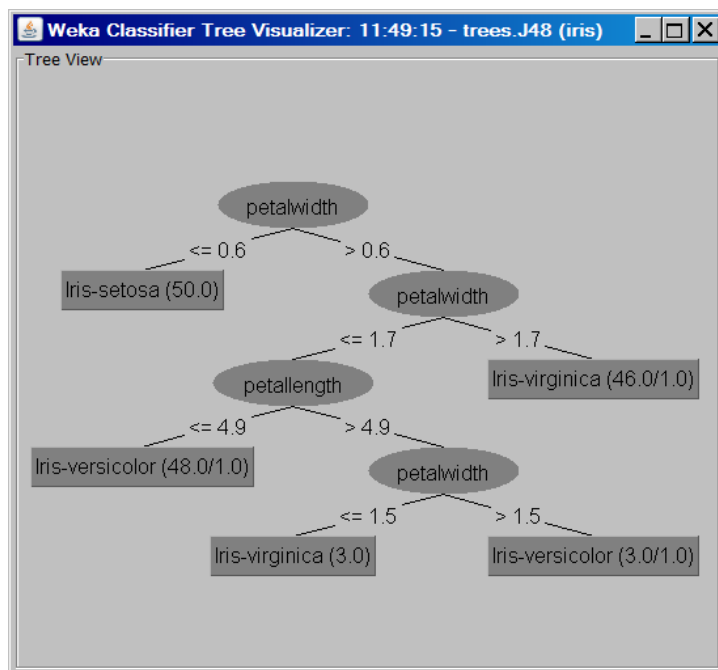 Weka Classifier Tree Visualizer: 11:49:15 - trees.J48 (iris)
Tree View
petalwidth
<= 0.6 > 0.6
Iris-setosa (50.0)
petalwidth
<= 1.7 > 1.7
petallength
Iris-virginica (46.0/1.0)
<= 4.9 > 4.9
Iris-versicolor (48.0/1.0)
petalwidth
<= 1.5 > 1.5
Iris-virginica (3.0) Iris-versicolor (3.0/1.0)